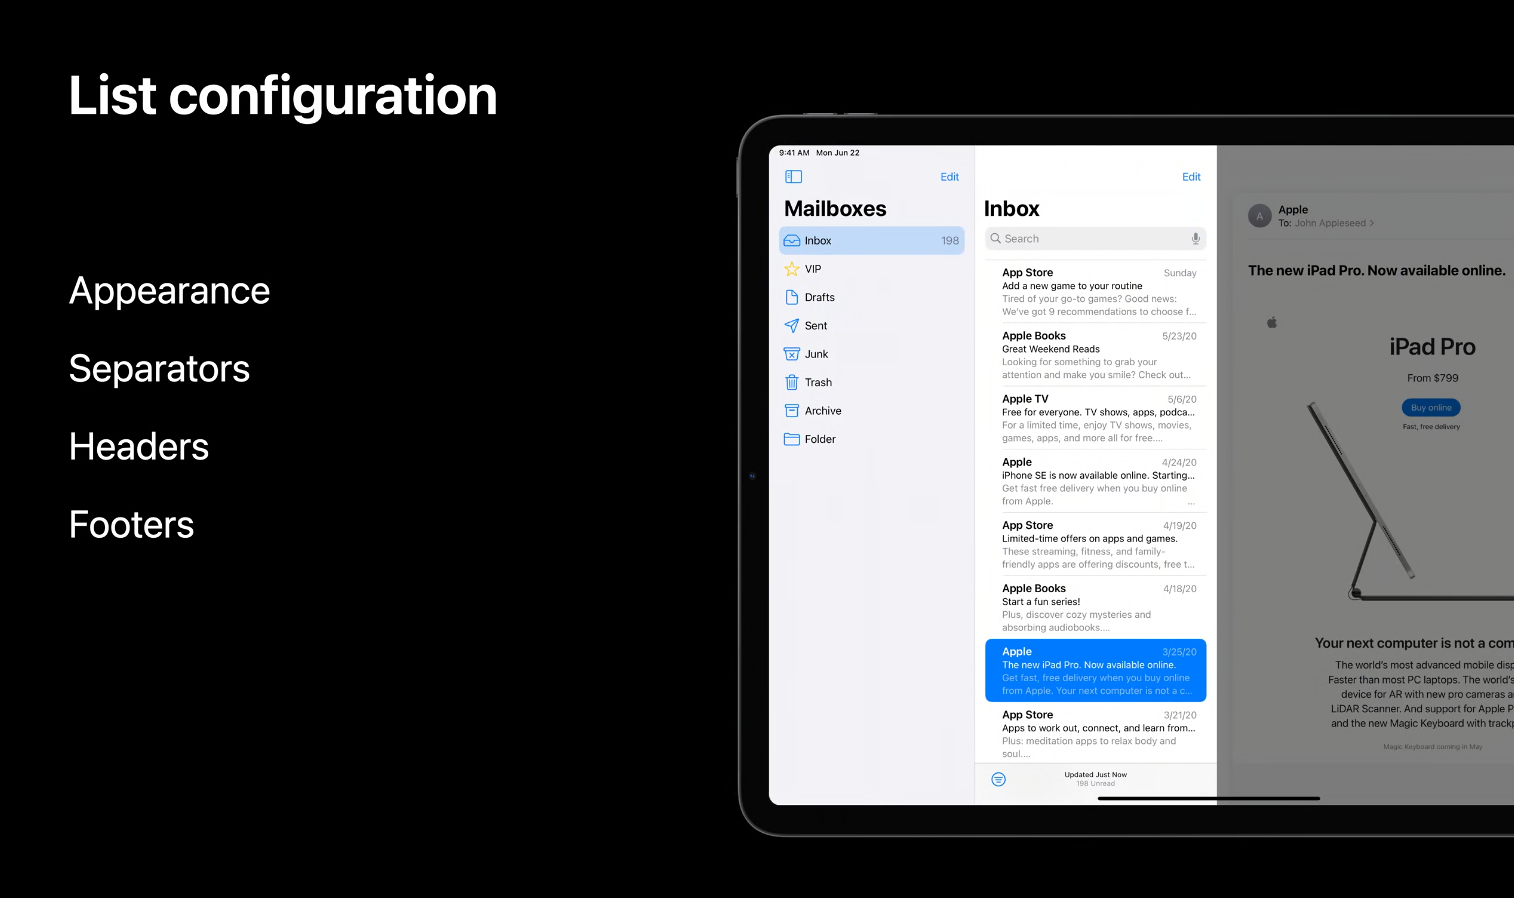 List configuration
Appearance
Separators
Headers
Footers
9:41 AM Mon Jun 22
Edit
Mailboxes
Inbox 198
VIP
Drafts
Sent
Junk
Trash
Archive
Folder
Edit
Inbox
Search
App Store Sunday
Add a new game to your routine
Tired of your go-to games? Good news:
We've got 9 recommendations to choose f...
Apple Books 5/23/20
Great Weekend Reads
Looking for something to grab your
attention and make you smile? Check out...
Apple TV 5/6/20
Free for everyone. TV shows, apps, podca...
For a limited time, enjoy TV shows, movies,
games, apps, and more all for free....
Apple 4/24/20
iPhone SE is now available online. Starting...
Get fast free delivery when you buy online
from Apple. ...
App Store 4/19/20
Limited-time offers on apps and games.
These streaming, fitness, and family-
friendly apps are offering discounts, free t...
Apple Books 4/18/20
Start a fun series!
Plus, discover cozy mysteries and
absorbing audiobooks....
Apple 3/25/20
The new iPad Pro. Now available online.
Get fast, free delivery when you buy online
from Apple. Your next computer is not a c...
App Store 3/21/20
Apps to work out, connect, and learn from...
Plus: meditation apps to relax body and
soul....
Updated Just Now
198 Unread
A
Apple
To: John Appleseed >
The new iPad Pro. Now available online.
iPad Pro
From $799
Buy online
Fast, free delivery
Your next computer is not a com
The world's most advanced mobile disp
Faster than most PC laptops. The world's
device for AR with new pro cameras a
LiDAR Scanner. And support for Apple P
and the new Magic Keyboard with trackp
Magic Keyboard coming in May